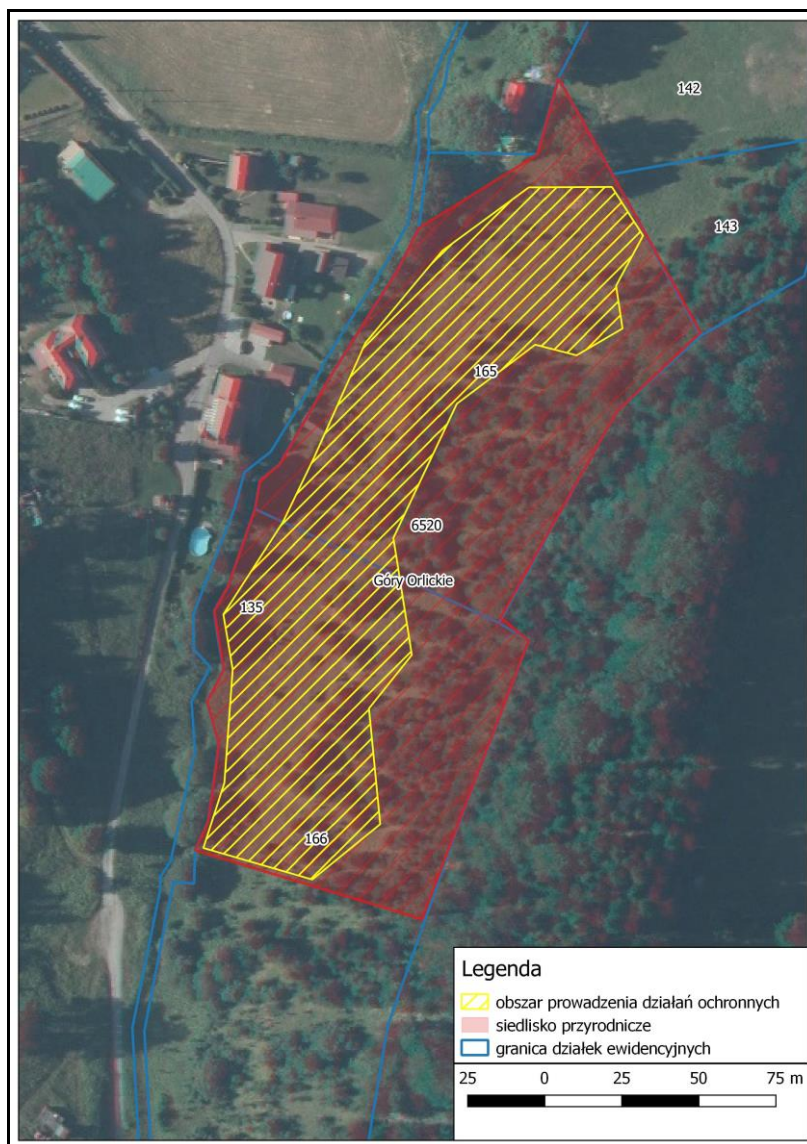 142
143
165
6520
Góry Orlickie
135
166
Legenda
obszar prowadzenia działań ochronnych
siedlisko przyrodnicze
granica działek ewidencyjnych
25 0 25 50 75 m